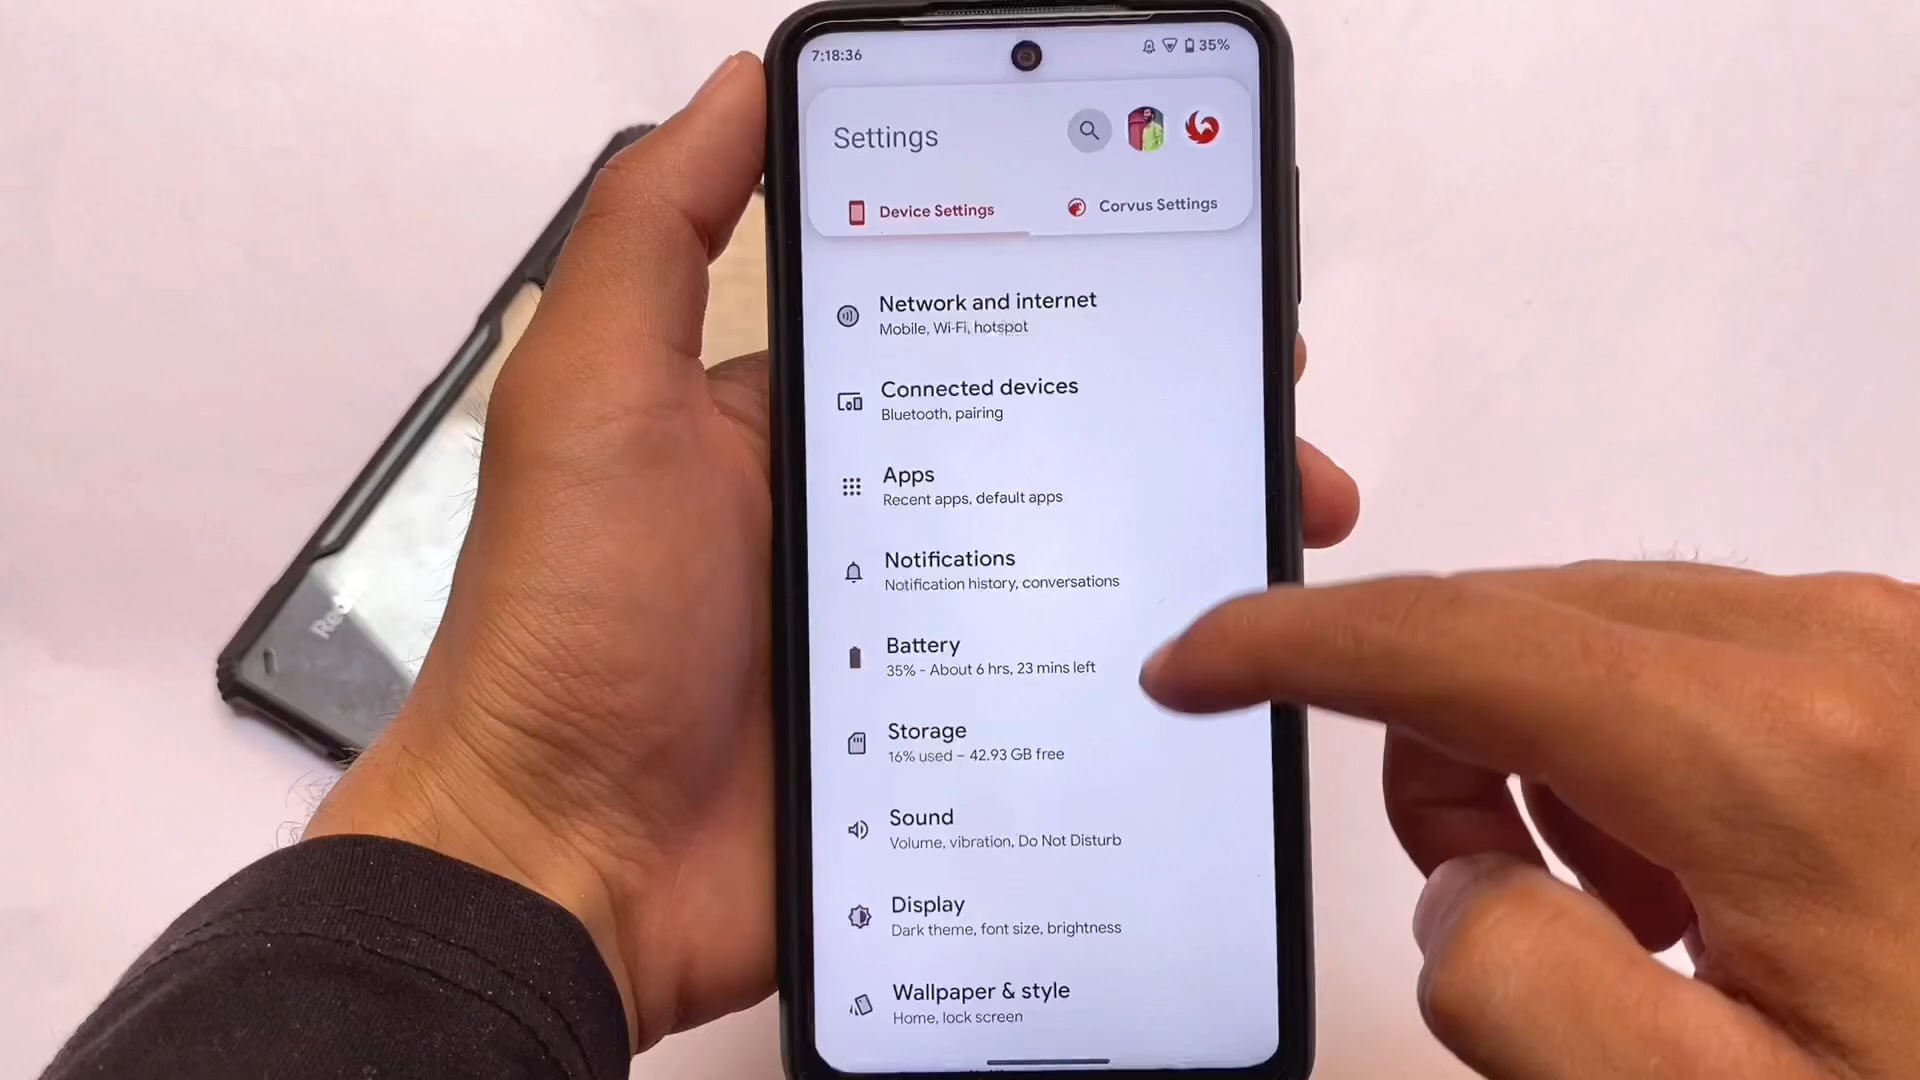 7:18:36
35%
Settings
Device Settings
Corvus Settings
Network and internet
Mobile, Wi-Fi, hotspot
Connected devices
Bluetooth, pairing
Apps
Recent apps, default apps
Notifications
Notification history, conversations
Battery
35% - About 6 hrs, 23 mins left
Storage
16% used – 42.93 GB free
Sound
Volume, vibration, Do Not Disturb
Display
Dark theme, font size, brightness
Wallpaper & style
Home, lock screen